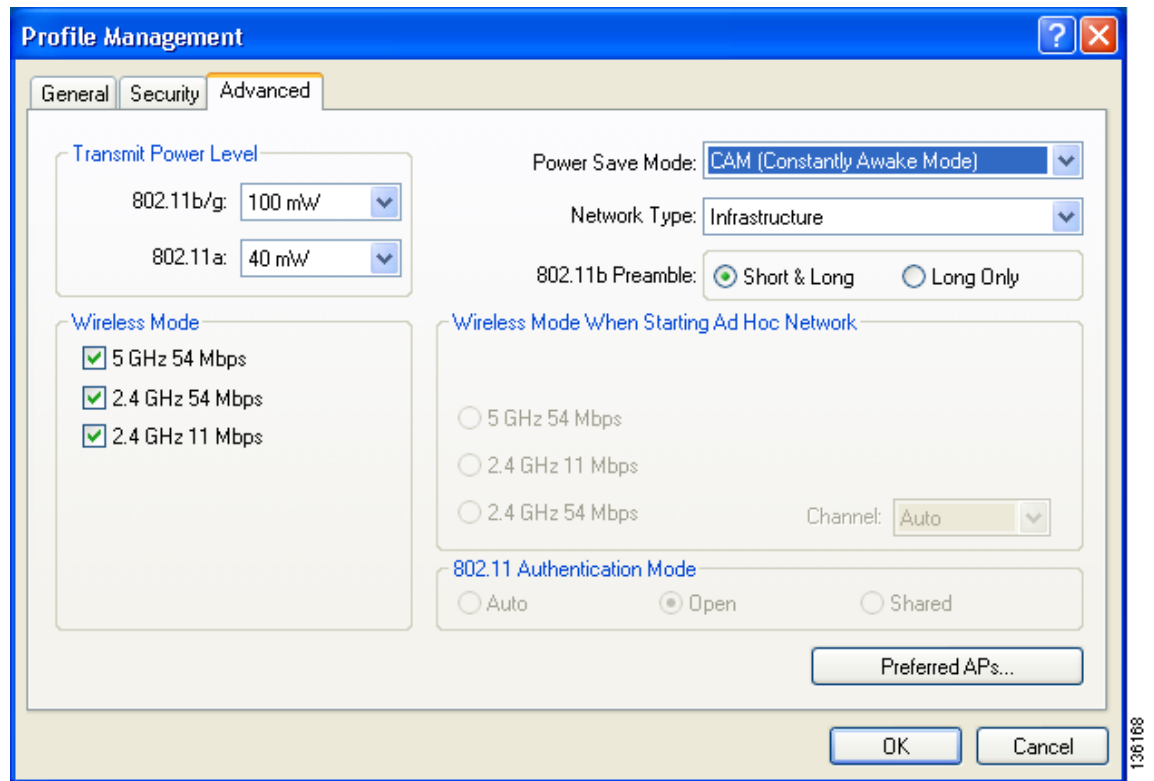 Profile Management
General Security Advanced
Transmit Power Level
802.11b/g: 100 mW
802.11a: 40 mW
Power Save Mode: CAM (Constantly Awake Mode)
Network Type: Infrastructure
802.11b Preamble: Short & Long Long Only
Wireless Mode
5 GHz 54 Mbps
2.4 GHz 54 Mbps
2.4 GHz 11 Mbps
Wireless Mode When Starting Ad Hoc Network
5 GHz 54 Mbps
2.4 GHz 11 Mbps
2.4 GHz 54 Mbps Channel: Auto
802.11 Authentication Mode
Auto Open Shared
Preferred APs...
OK Cancel
136168